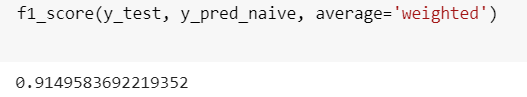 f1_score(y_test, y_pred_naive, average='weighted')
0.9149583692219352